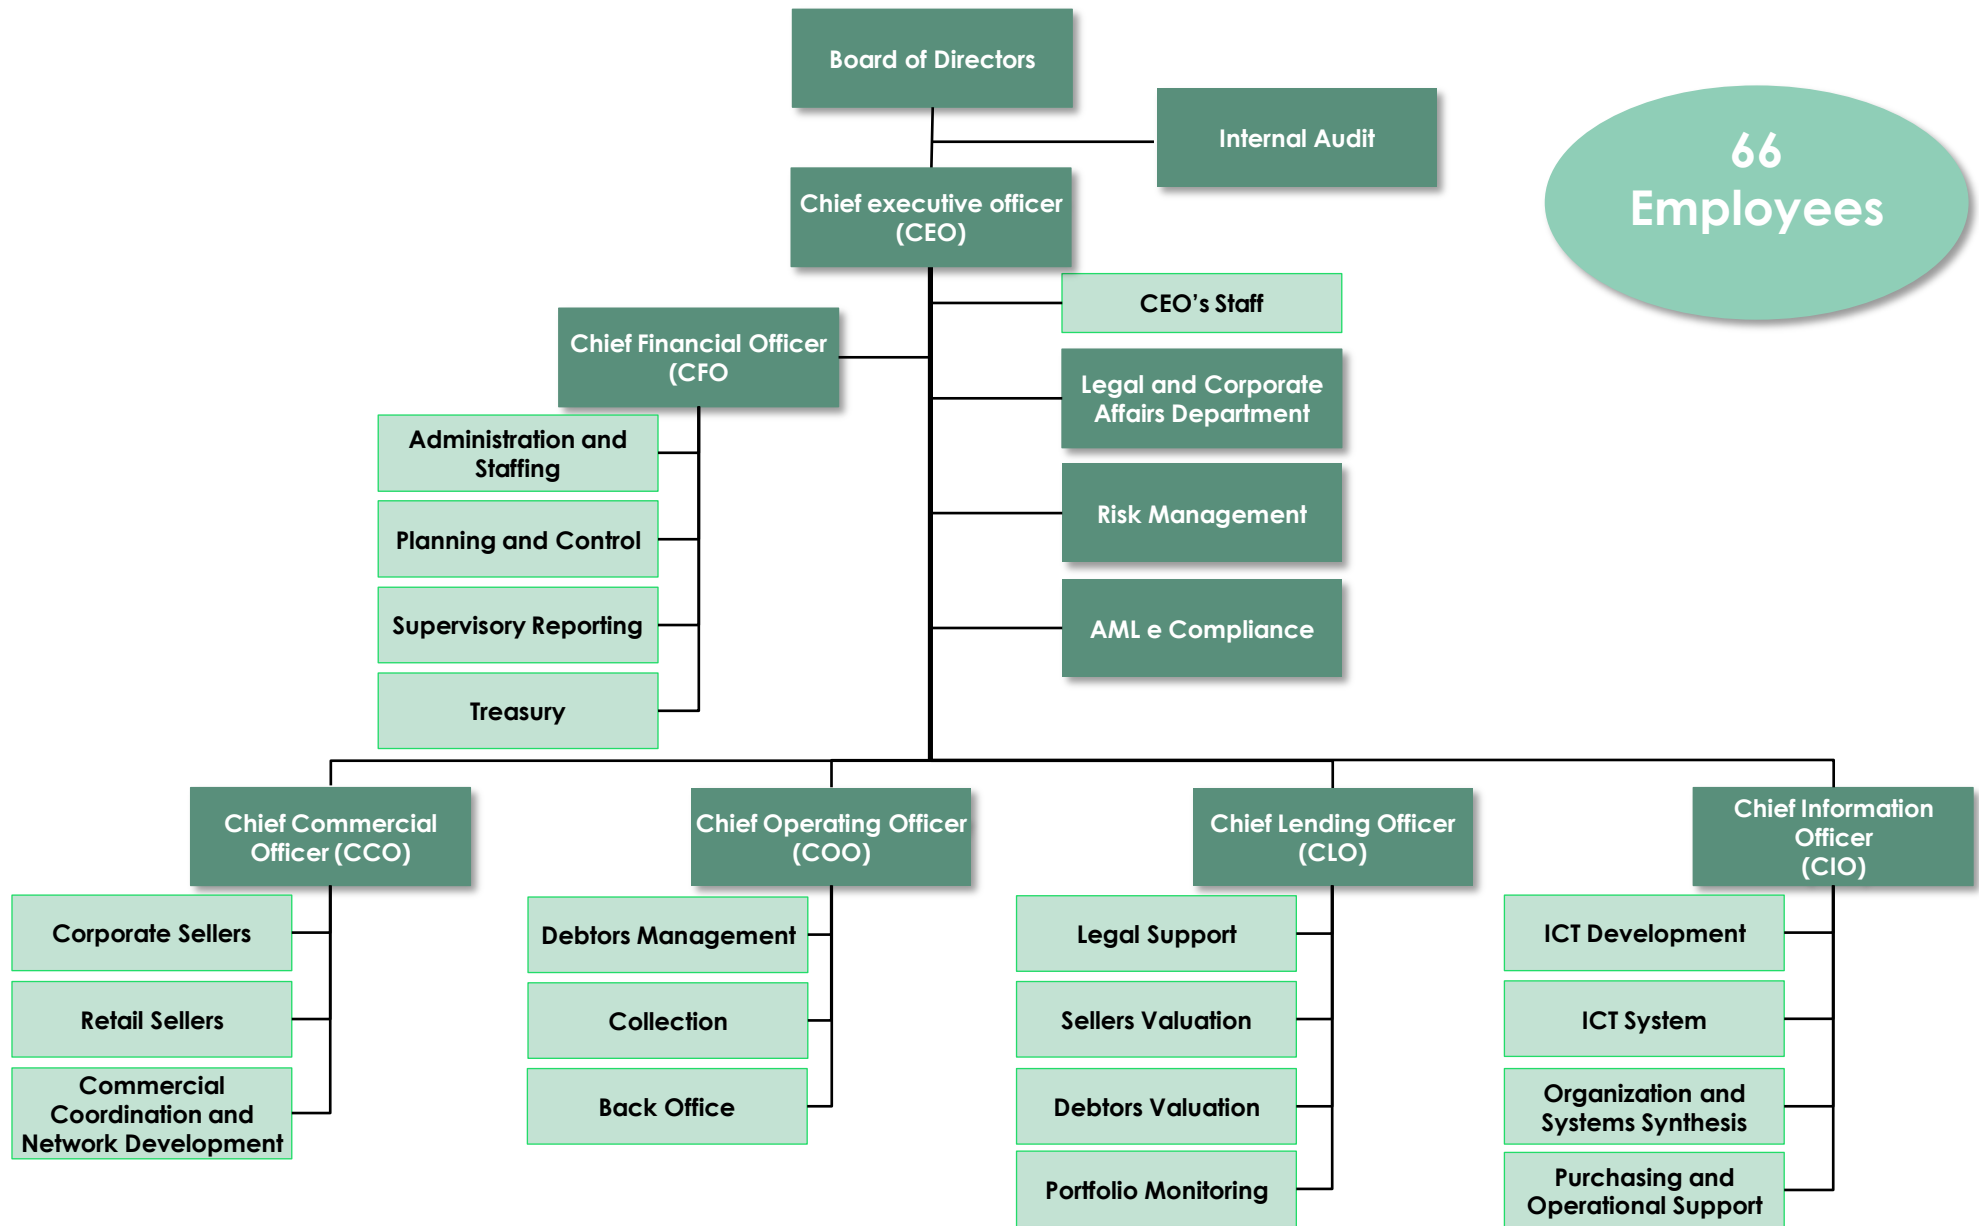 Board of Directors
Internal Audit
66
Employees
Chief executive officer
(CEO)
CEO’s Staff
Chief Financial Officer
(CFO
Legal and Corporate
Affairs Department
Administration and
Staffing
Risk Management
Planning and Control
AML e Compliance
Supervisory Reporting
Treasury
Chief Commercial
Officer (CCO)
Corporate Sellers
Retail Sellers
Commercial
Coordination and
Network Development
Chief Operating Officer
(COO)
Debtors Management
Collection
Back Office
Chief Lending Officer
(CLO)
Legal Support
Sellers Valuation
Debtors Valuation
Portfolio Monitoring
Chief Information
Officer
(CIO)
ICT Development
ICT System
Organization and
Systems Synthesis
Purchasing and
Operational Support